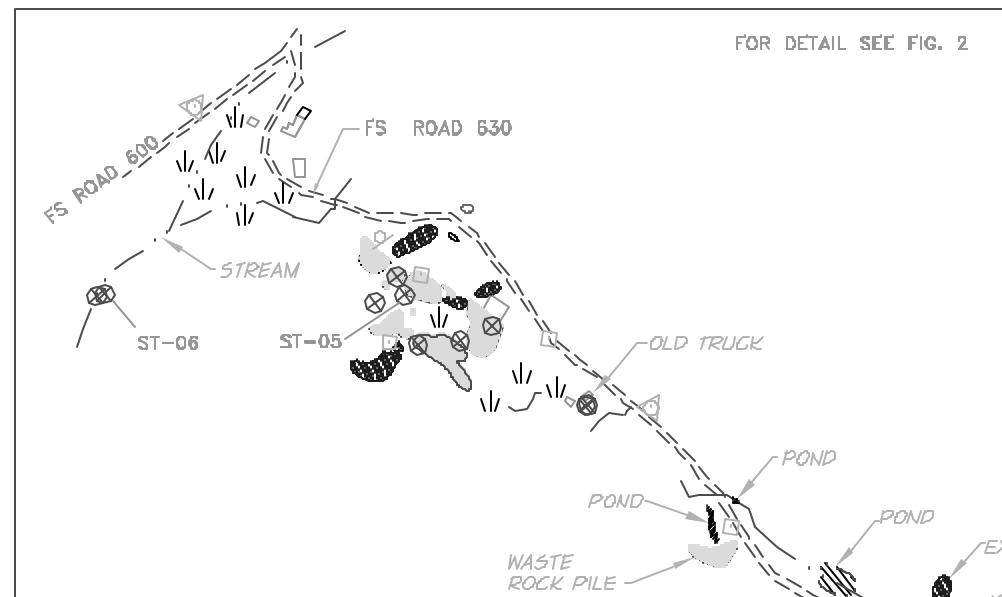 FOR DETAIL SEE FIG. 2
FS ROAD 600
FS ROAD 630
STREAM
ST-06
ST-05
OLD TRUCK
POND
POND
POND
WASTE
ROCK PILE
EX